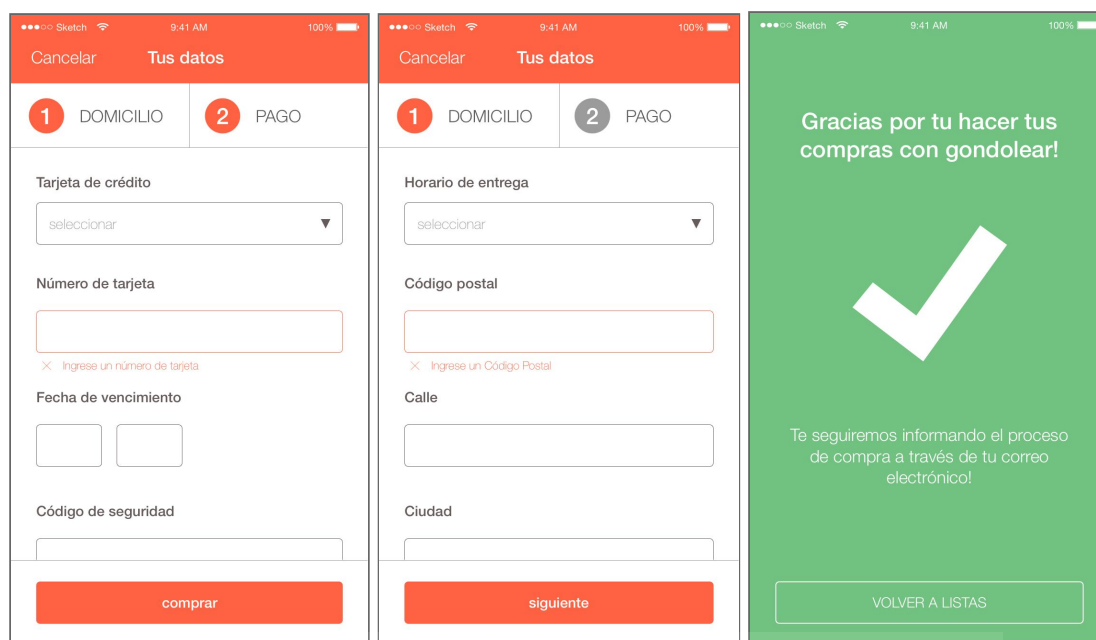 Sketch 9:41 AM 100%
Cancelar Tus datos
1 DOMICILIO 2 PAGO
Tarjeta de crédito
seleccionar
Número de tarjeta
Ingrese un número de tarjeta
Fecha de vencimiento
Código de seguridad
comprar
Sketch 9:41 AM 100%
Cancelar Tus datos
1 DOMICILIO 2 PAGO
Horario de entrega
seleccionar
Código postal
Ingrese un Código Postal
Calle
Ciudad
siguiente
Sketch 9:41 AM 100%
Gracias por tu hacer tus
compras con gondolear!
Te seguiremos informando el proceso
de compra a través de tu correo
electrónico!
VOLVER A LISTAS